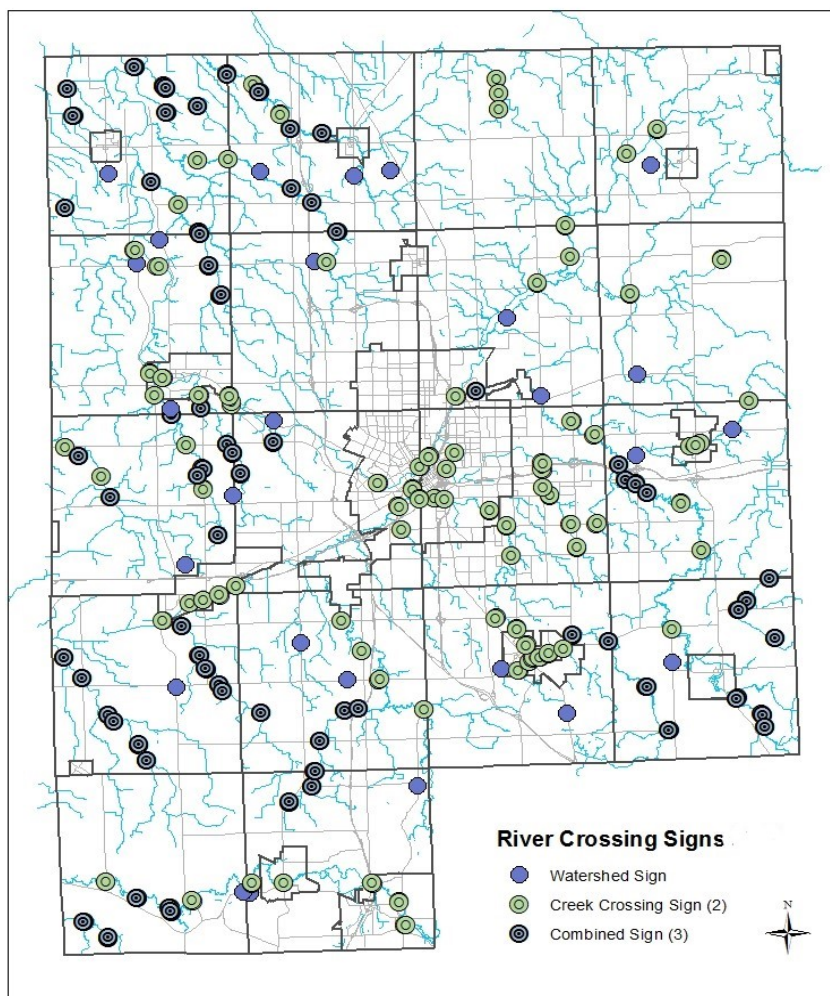 River Crossing Signs
Watershed Sign
Creek Crossing Sign (2)
Combined Sign (3)
N